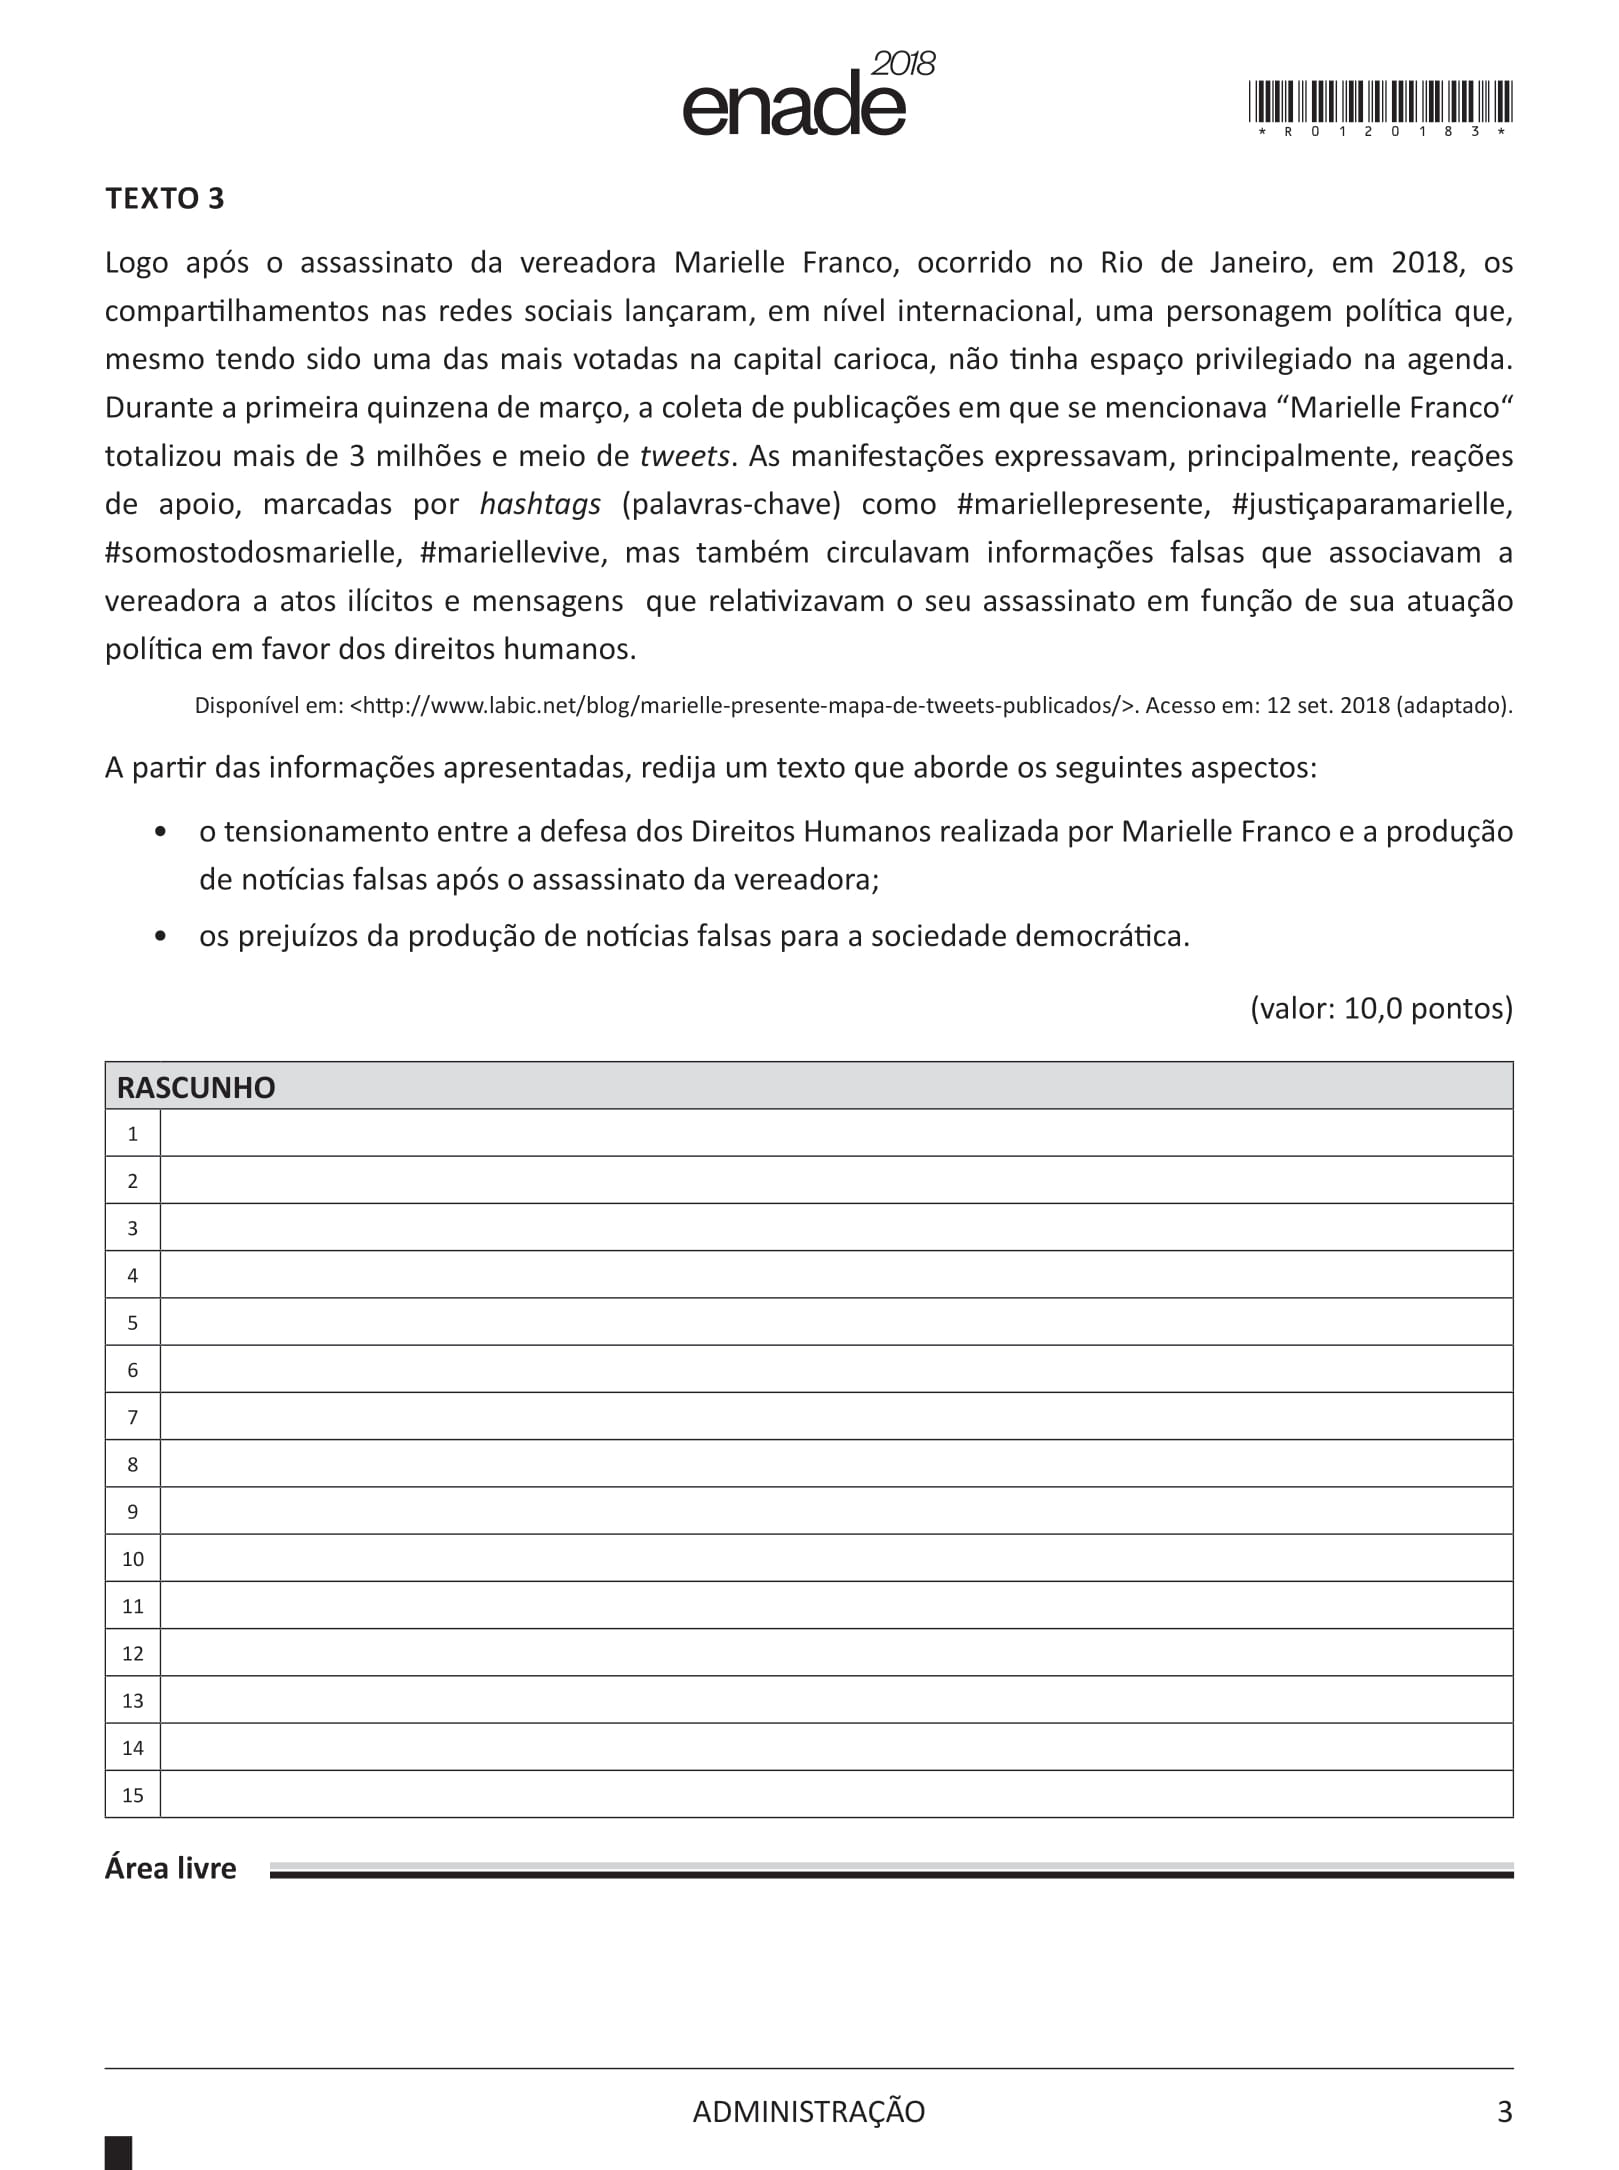 enade 2018
*R0120183*
TEXTO 3
Logo após o assassinato da vereadora Marielle Franco, ocorrido no Rio de Janeiro, em 2018, os
compartilhamentos nas redes sociais lançaram, em nível internacional, uma personagem política que,
mesmo tendo sido uma das mais votadas na capital carioca, não tinha espaço privilegiado na agenda.
Durante a primeira quinzena de março, a coleta de publicações em que se mencionava “Marielle Franco“
totalizou mais de 3 milhões e meio de tweets. As manifestações expressavam, principalmente, reações
de apoio, marcadas por hashtags (palavras-chave) como #mariellepresente, #justiçaparamarielle,
#somostodosmarielle, #mariellevive, mas também circulavam informações falsas que associavam a
vereadora a atos ilícitos e mensagens que relativizavam o seu assassinato em função de sua atuação
política em favor dos direitos humanos.
Disponível em: <http://www.labic.net/blog/marielle-presente-mapa-de-tweets-publicados/>. Acesso em: 12 set. 2018 (adaptado).
A partir das informações apresentadas, redija um texto que aborde os seguintes aspectos:
• o tensionamento entre a defesa dos Direitos Humanos realizada por Marielle Franco e a produção
de notícias falsas após o assassinato da vereadora;
• os prejuízos da produção de notícias falsas para a sociedade democrática.
(valor: 10,0 pontos)
RASCUNHO
1
2
3
4
5
6
7
8
9
10
11
12
13
14
15
Área livre
ADMINISTRAÇÃO 3